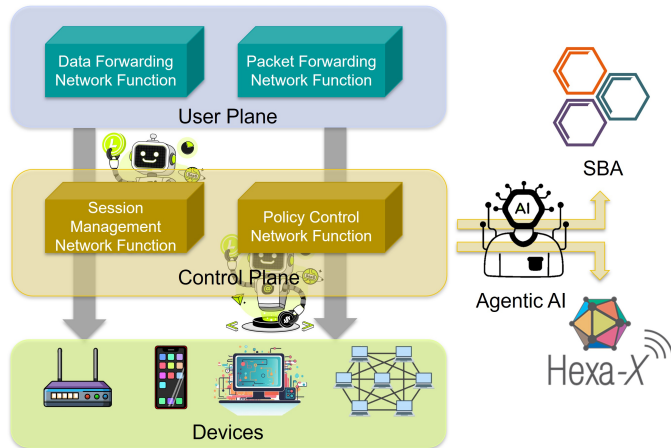 Data Forwarding
Network Function
Packet Forwarding
Network Function
User Plane
Session
Management
Network Function
Policy Control
Network Function
Control Plane
Devices
AI
Agentic AI
SBA
Hexa-X